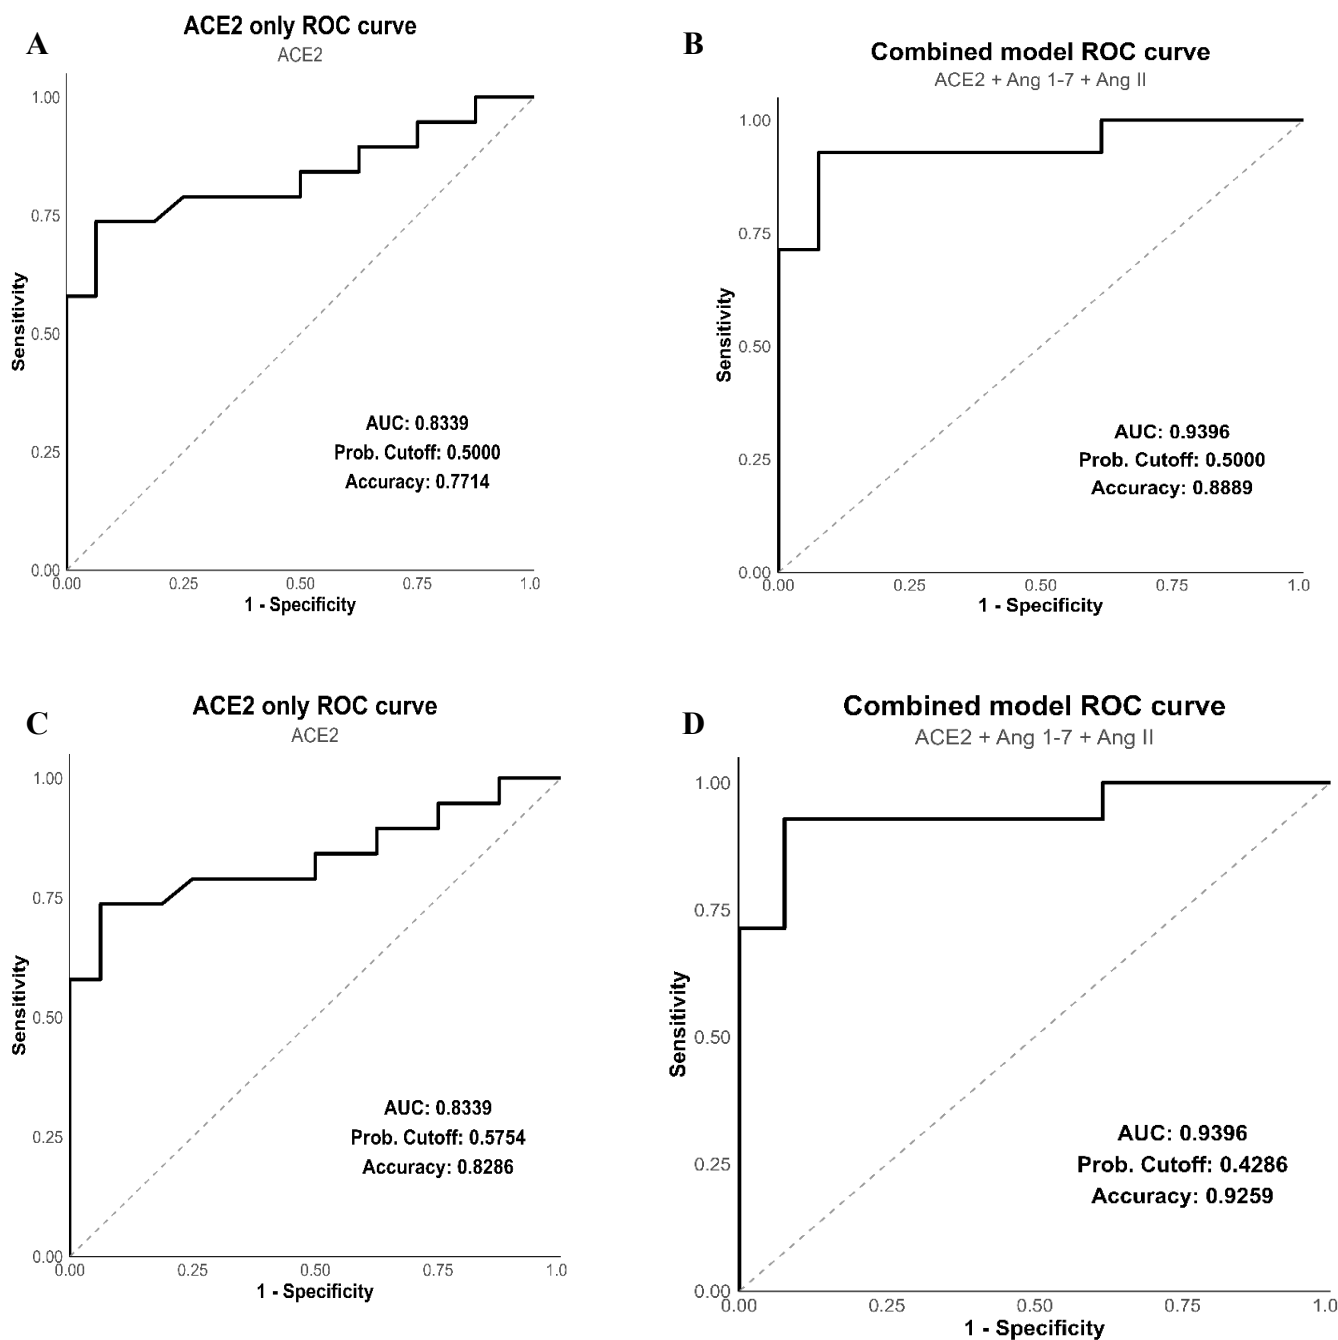 A
ACE2 only ROC curve
ACE2
1.00
0.75
0.50
0.25
0.00
Sensitivity
AUC: 0.8339
Prob. Cutoff: 0.5000
Accuracy: 0.7714
0.00 0.25 0.50 0.75 1.0
1 - Specificity
B
Combined model ROC curve
ACE2 + Ang 1-7 + Ang II
1.00
0.75
0.50
0.25
0.00
Sensitivity
AUC: 0.9396
Prob. Cutoff: 0.5000
Accuracy: 0.8889
0.00 0.25 0.50 0.75 1.0
1 - Specificity
C
ACE2 only ROC curve
ACE2
1.00
0.75
0.50
0.25
0.00
Sensitivity
AUC: 0.8339
Prob. Cutoff: 0.5754
Accuracy: 0.8286
0.00 0.25 0.50 0.75 1.0
1 - Specificity
D
Combined model ROC curve
ACE2 + Ang 1-7 + Ang II
1.00
0.75
0.50
0.25
0.00
Sensitivity
AUC: 0.9396
Prob. Cutoff: 0.4286
Accuracy: 0.9259
0.00 0.25 0.50 0.75 1.0
1 - Specificity